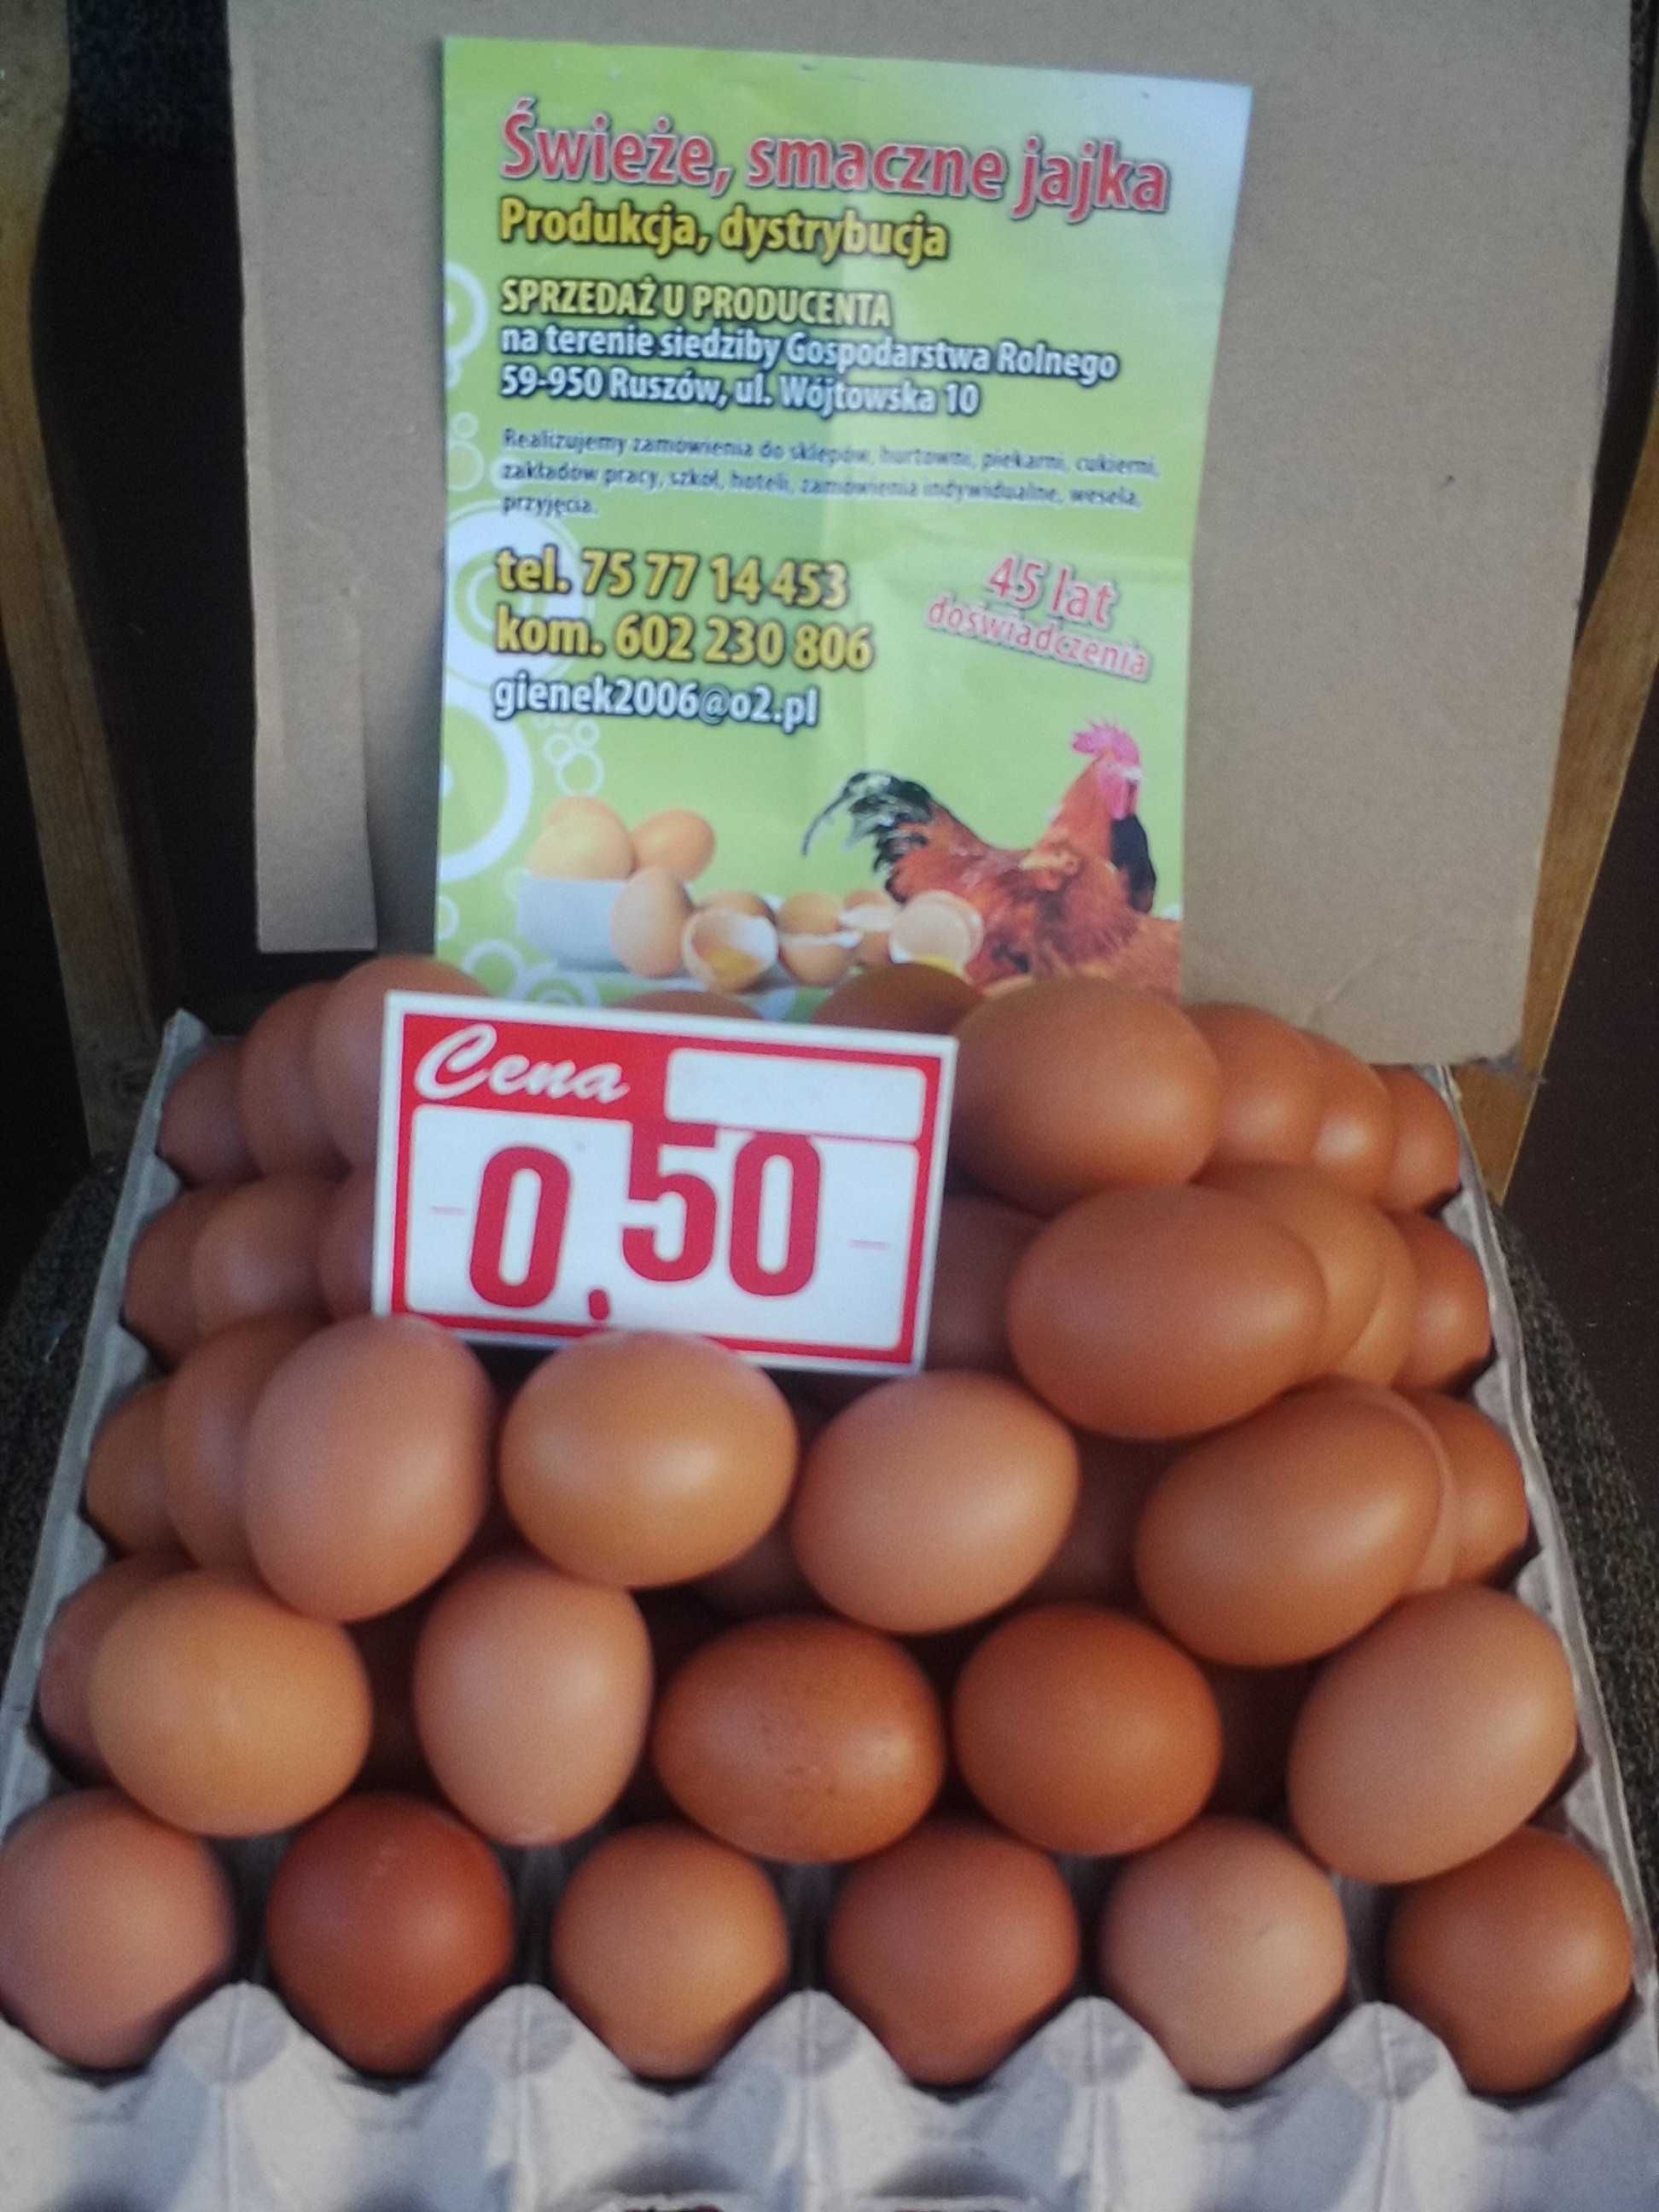 Świeże, smaczne jajka
Produkcja, dystrybucja
SPRZEDAŻ U PRODUCENTA
na terenie siedziby Gospodarstwa Rolnego
59-950 Ruszów, ul. Wójtowska 10
Realizujemy zamówienia do sklepów, hurtowni, piekarni, cukierni,
zakładów pracy, szkół, hoteli, zamówienia indywidualne, wesela,
przyjęcia.
tel. 75 77 14 453
kom. 602 230 806
gienek2006@o2.pl
45 lat
doświadczenia
Cena
0,50